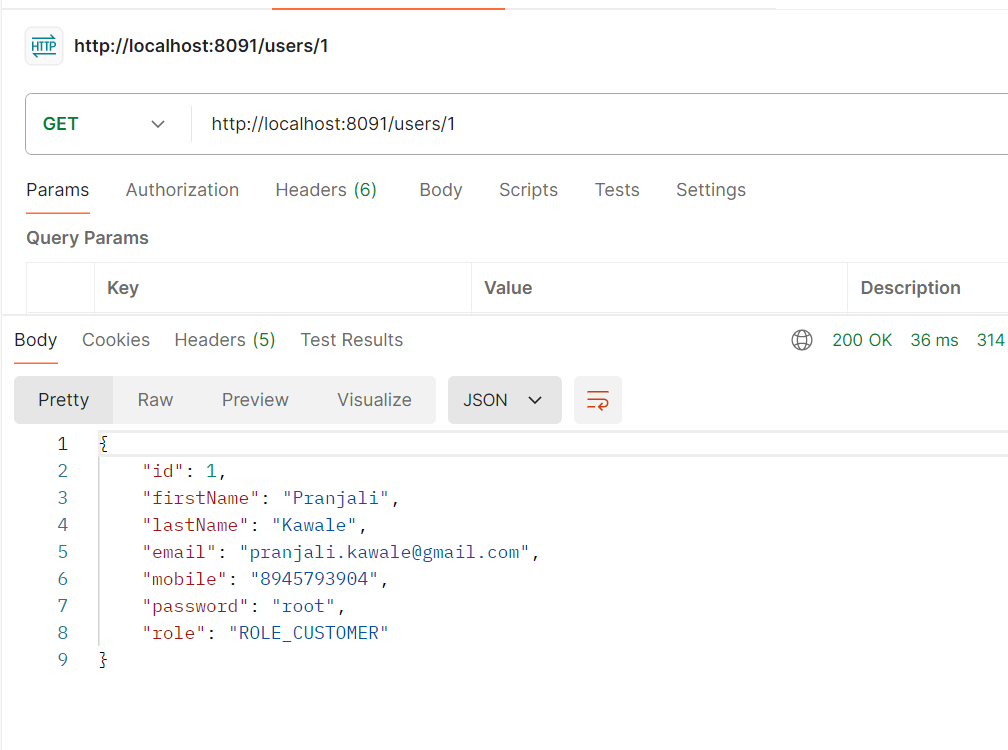 HTTP http://localhost:8091/users/1
GET http://localhost:8091/users/1
Params Authorization Headers (6) Body Scripts Tests Settings
Query Params
Key Value Description
Body Cookies Headers (5) Test Results 200 OK 36 ms 314
Pretty Raw Preview Visualize JSON
1 {
2 "id": 1,
3 "firstName": "Pranjali",
4 "lastName": "Kawale",
5 "email": "pranjali.kawale@gmail.com",
6 "mobile": "8945793904",
7 "password": "root",
8 "role": "ROLE_CUSTOMER"
9 }